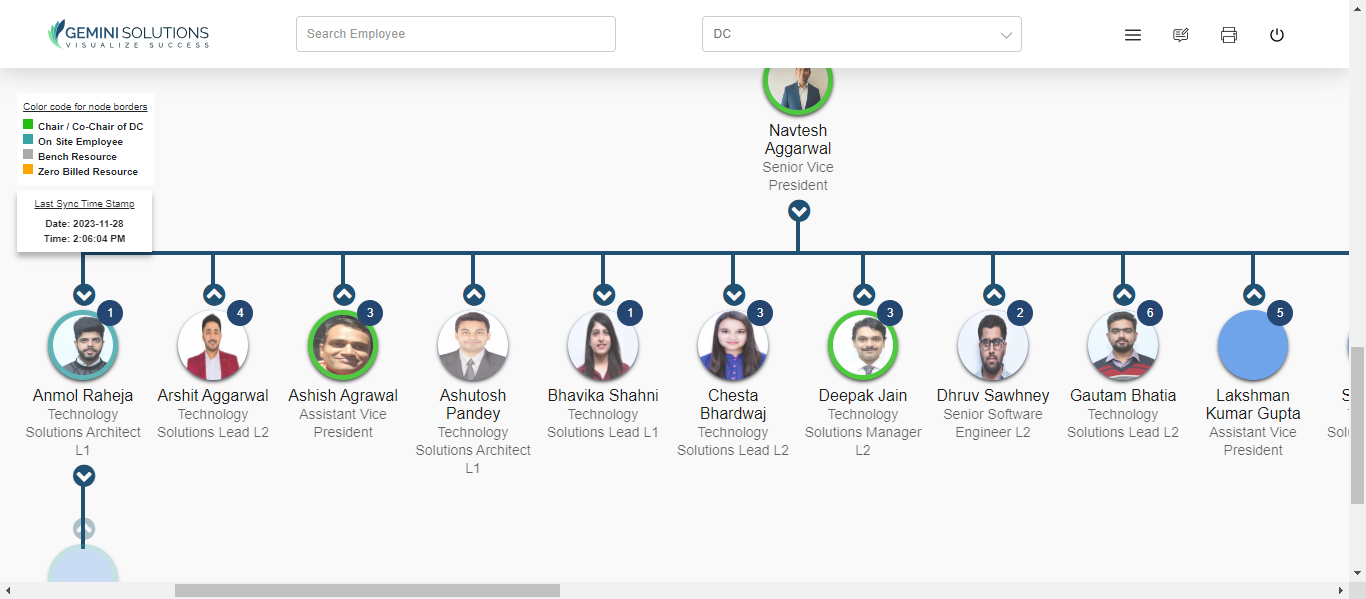 GEMINI SOLUTIONS
VISUALIZE SUCCESS
Search Employee
DC
Color code for node borders
Chair / Co-Chair of DC
On Site Employee
Bench Resource
Zero Billed Resource
Last Sync Time Stamp
Date: 2023-11-28
Time: 2:06:04 PM
Navtesh
Aggarwal
Senior Vice
President
1
Anmol Raheja
Technology
Solutions Architect
L1
4
Arshit Aggarwal
Technology
Solutions Lead L2
3
Ashish Agrawal
Assistant Vice
President
Ashutosh
Pandey
Technology
Solutions Architect
L1
1
Bhavika Shahni
Technology
Solutions Lead L1
3
Chesta
Bhardwaj
Technology
Solutions Lead L2
3
Deepak Jain
Technology
Solutions Manager
L2
2
Dhruv Sawhney
Senior Software
Engineer L2
6
Gautam Bhatia
Technology
Solutions Lead L2
5
Lakshman
Kumar Gupta
Assistant Vice
President